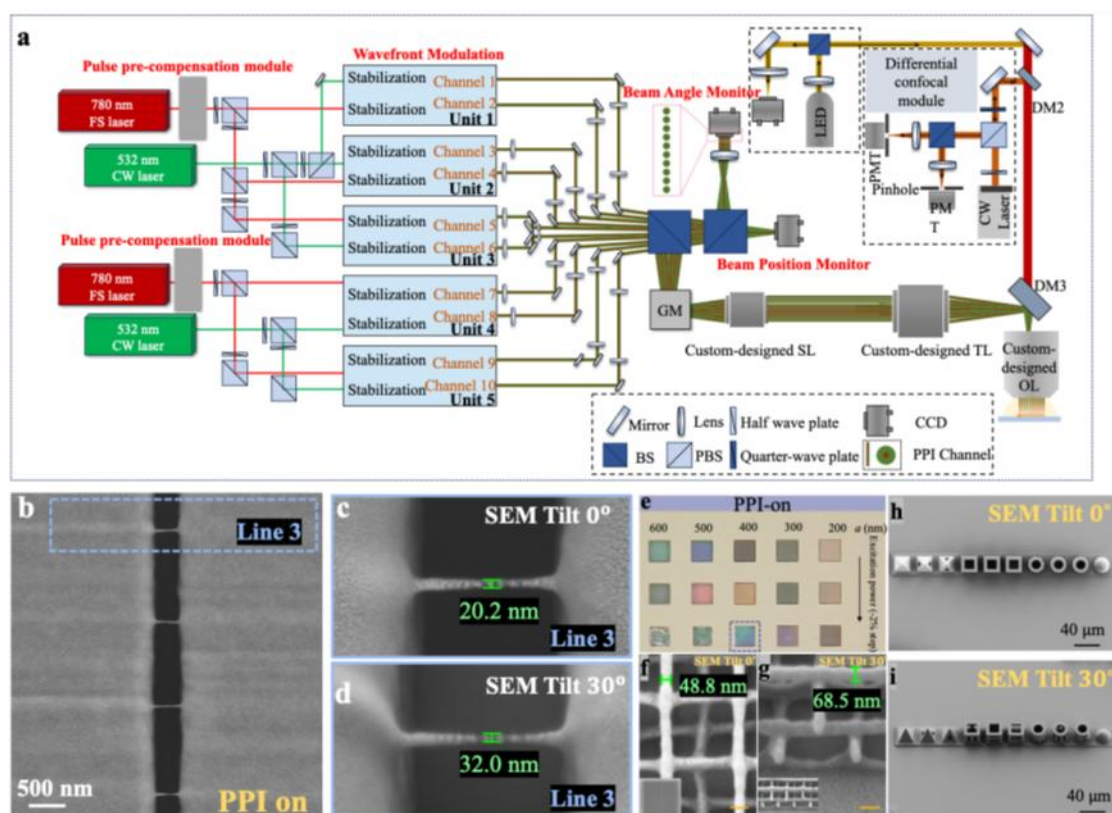 a
Pulse pre-compensation module
780 nm
FS laser
532 nm
CW laser
Pulse pre-compensation module
780 nm
FS laser
532 nm
CW laser
Wavefront Modulation
Stabilization
Channel 1
Stabilization
Channel 2
Unit 1
Stabilization
Channel 3
Stabilization
Channel 4
Unit 2
Stabilization
Channel 5
Stabilization
Channel 6
Unit 3
Stabilization
Channel 7
Stabilization
Channel 8
Unit 4
Stabilization
Channel 9
Stabilization
Channel 10
Unit 5
Beam Angle Monitor
Beam Position Monitor
LED
Differential
confocal
module
DM2
PMT
Pinhole
PM
T
CW
Laser
DM3
GM
Custom-designed SL
Custom-designed TL
Custom-
designed
OL
Mirror
Lens
Half wave plate
CCD
BS
PBS
Quarter-wave plate
PPI Channel
b
Line 3
500 nm
PPI on
c
SEM Tilt 0°
20.2 nm
Line 3
d
SEM Tilt 30°
32.0 nm
Line 3
e
PPI-on
600 500 400 300 200 a (nm)
Excitation power (~2% step)
f
SEM Tilt 0°
48.8 nm
g
SEM Tilt 30°
68.5 nm
h
SEM Tilt 0°
40 μm
i
SEM Tilt 30°
40 μm